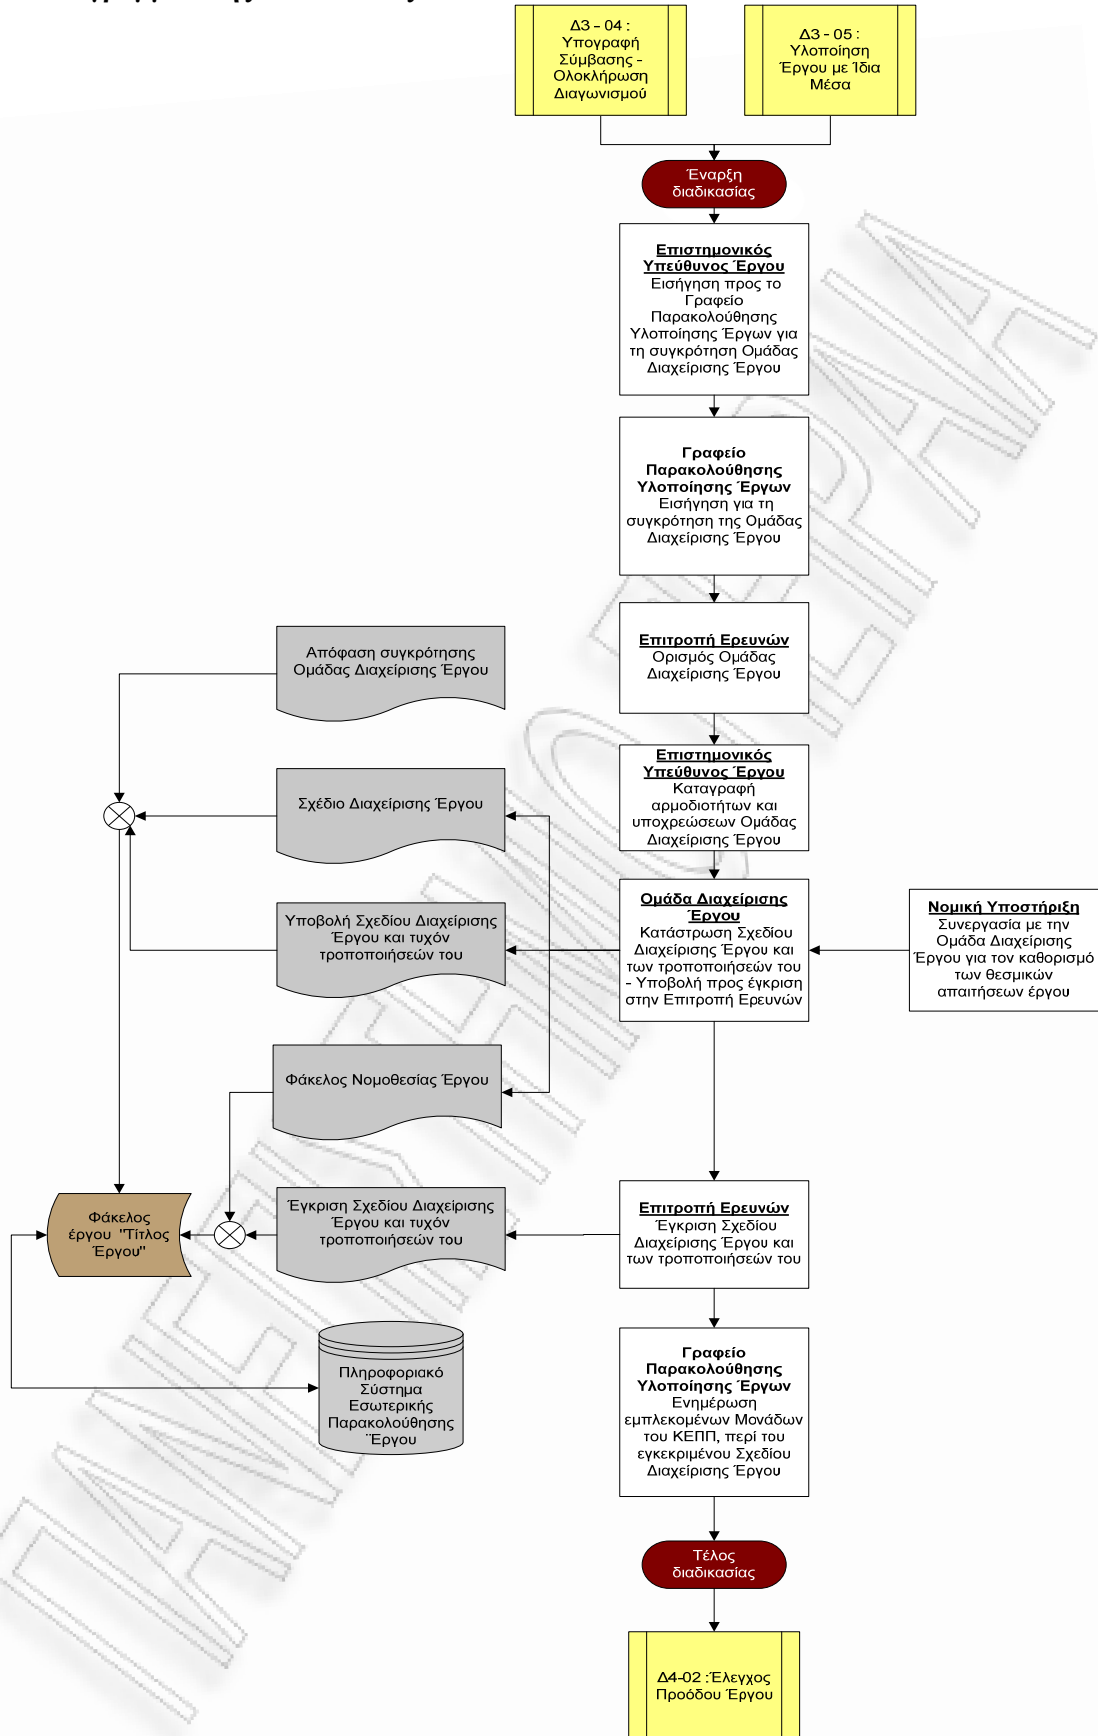 Δ3 - 04 :
Υπογραφή
Σύμβασης -
Ολοκλήρωση
Διαγωνισμού
Δ3 - 05 :
Υλοποίηση
Έργου με Ίδια
Μέσα
Έναρξη
διαδικασίας
Επιστημονικός
Υπεύθυνος Έργου
Εισήγηση προς το
Γραφείο
Παρακολούθησης
Υλοποίησης Έργων για
τη συγκρότηση Ομάδας
Διαχείρισης Έργου
Γραφείο
Παρακολούθησης
Υλοποίησης Έργων
Εισήγηση για τη
συγκρότηση της Ομάδας
Διαχείρισης Έργου
Επιτροπή Ερευνών
Ορισμός Ομάδας
Διαχείρισης Έργου
Απόφαση συγκρότησης
Ομάδας Διαχείρισης Έργου
Επιστημονικός
Υπεύθυνος Έργου
Καταγραφή
αρμοδιοτήτων και
υποχρεώσεων Ομάδας
Διαχείρισης Έργου
Σχέδιο Διαχείρισης Έργου
Ομάδα Διαχείρισης
Έργου
Κατάστρωση Σχεδίου
Διαχείρισης Έργου και
των τροποποιήσεών του
- Υποβολή προς έγκριση
στην Επιτροπή Ερευνών
Νομική Υποστήριξη
Συνεργασία με την
Ομάδα Διαχείρισης
Έργου για τον καθορισμό
των θεσμικών
απαιτήσεων έργου
Υποβολή Σχεδίου Διαχείρισης
Έργου και τυχόν
τροποποιήσεών του
Φάκελος Νομοθεσίας Έργου
Επιτροπή Ερευνών
Έγκριση Σχεδίου
Διαχείρισης Έργου και
των τροποποιήσεών του
Έγκριση Σχεδίου Διαχείρισης
Έργου και τυχόν
τροποποιήσεών του
Φάκελος
έργου "Τίτλος
Έργου"
Πληροφοριακό
Σύστημα
Εσωτερικής
Παρακολούθησης
Έργου
Γραφείο
Παρακολούθησης
Υλοποίησης Έργων
Ενημέρωση
εμπλεκομένων Μονάδων
του ΚΕΠΠ, περί του
εγκεκριμένου Σχεδίου
Διαχείρισης Έργου
Τέλος
διαδικασίας
Δ4-02 :Έλεγχος
Προόδου Έργου